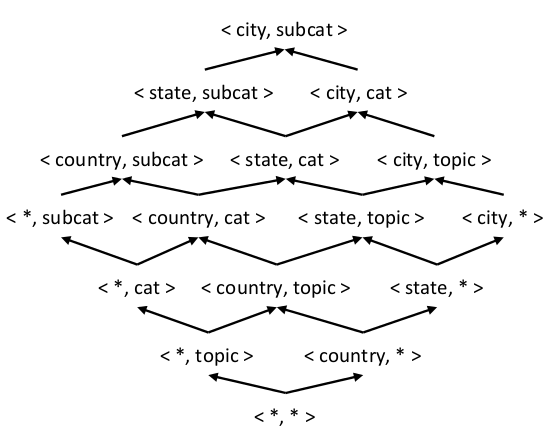 < city, subcat >
< state, subcat > < city, cat >
< country, subcat > < state, cat > < city, topic >
< *, subcat > < country, cat > < state, topic > < city, * >
< *, cat > < country, topic > < state, * >
< *, topic > < country, * >
< *, * >